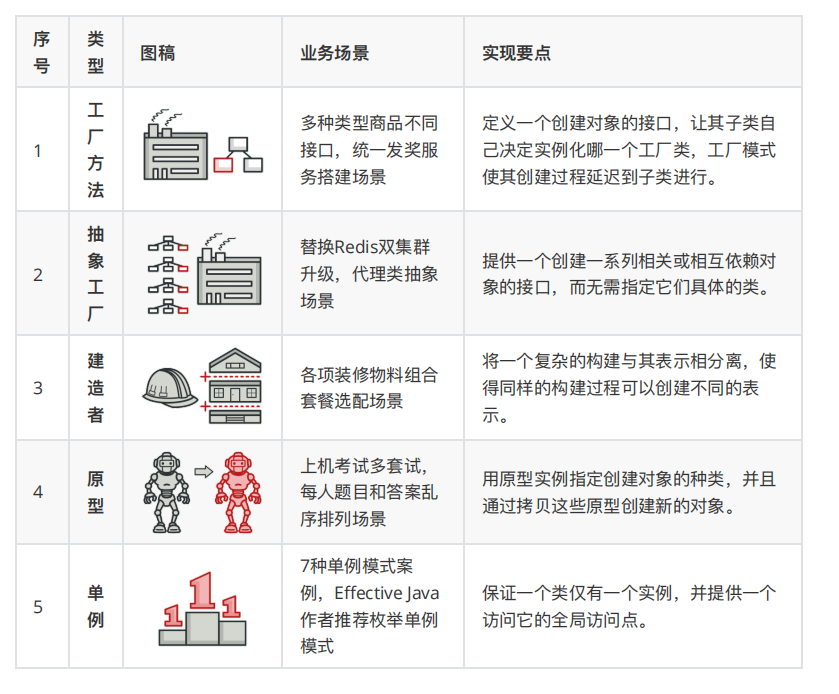 序号
类型
图稿
业务场景
实现要点
1
工厂方法
多种类型商品不同
接口，统一发奖服
务搭建场景
定义一个创建对象的接口，让其子类自
己决定实例化哪一个工厂类，工厂模式
使其创建过程延迟到子类进行。
2
抽象工厂
替换Redis双集群
升级，代理类抽象
场景
提供一个创建一系列相关或相互依赖对
象的接口，而无需指定它们具体的类。
3
建造者
各项装修物料组合
套餐选配场景
将一个复杂的构建与其表示相分离，使
得同样的构建过程可以创建不同的表
示。
4
原型
上机考试多套试，
每人题目和答案乱
序排列场景
用原型实例指定创建对象的种类，并且
通过拷贝这些原型创建新的对象。
5
单例
1
1
1
7种单例模式案
例，Effective Java
作者推荐枚举单例
模式
保证一个类仅有一个实例，并提供一个
访问它的全局访问点。